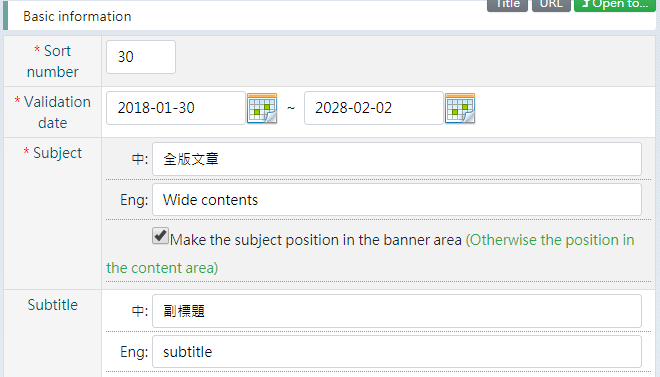 Title URL Open to...
Basic information
* Sort number 30
* Validation date 2018-01-30 ~ 2028-02-02
* Subject 中: 全版文章
Eng: Wide contents
Make the subject position in the banner area (Otherwise the position in
the content area)
Subtitle 中: 副標題
Eng: subtitle